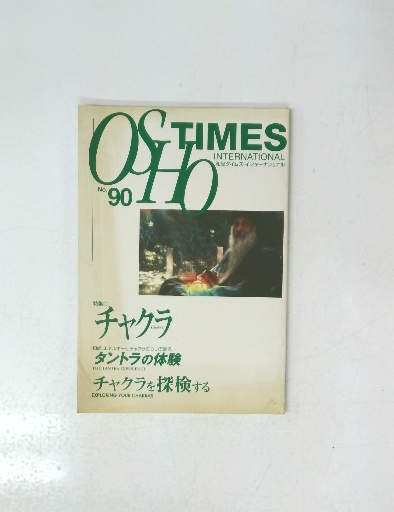 OSHO TIMES
INTERNATIONAL
No. 90
特集
チャクラ
タントラの体験
THE TANTRA EXPERIENCE
チャクラを探検する
EXPLORING YOUR CHAKRAS